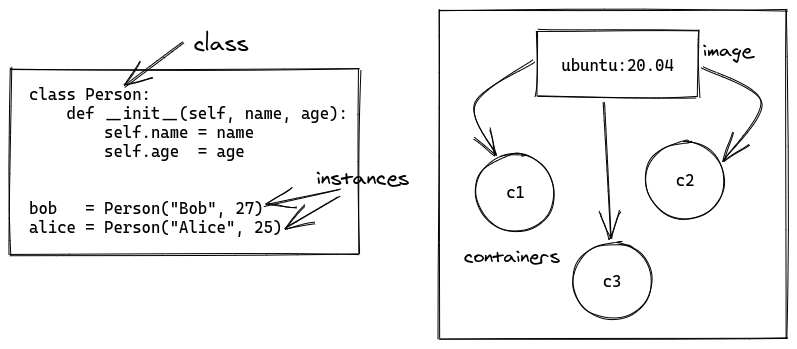 class
class Person:
    def __init__(self, name, age):
        self.name = name
        self.age  = age
instances
bob   = Person("Bob", 27)
alice = Person("Alice", 25)
ubuntu:20.04
image
c1
c2
containers
c3